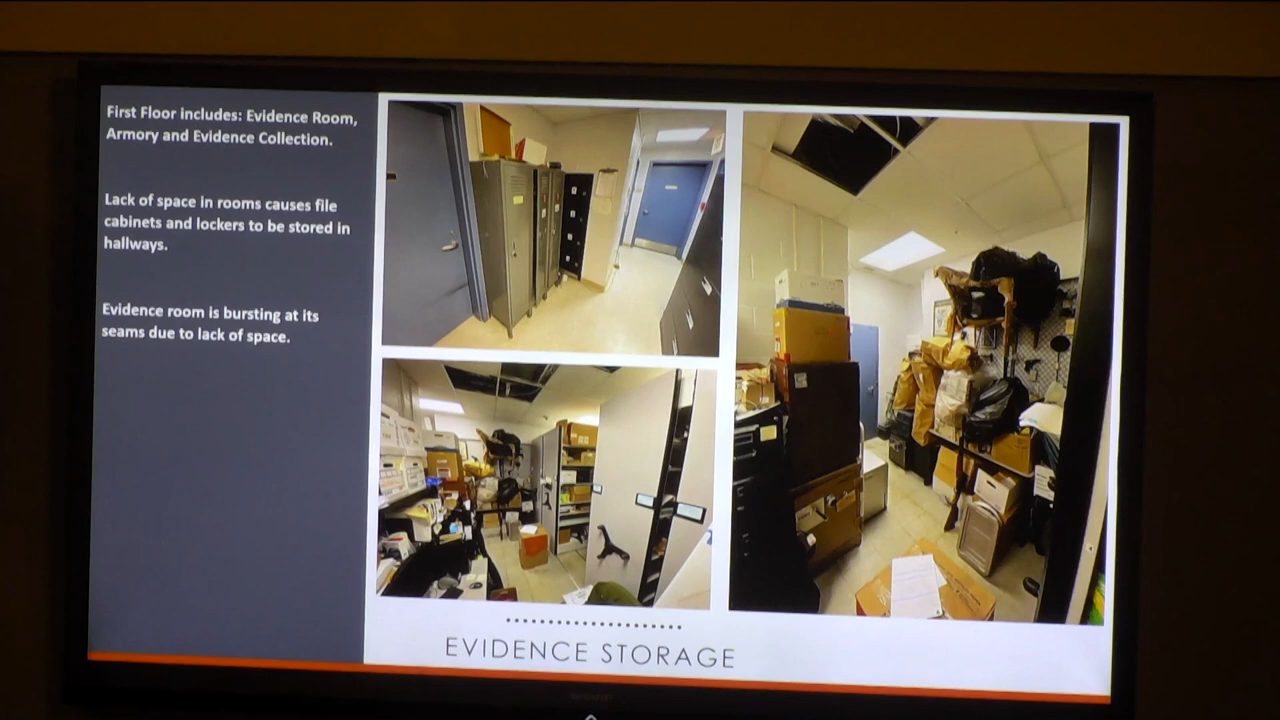 First Floor includes: Evidence Room,
Armory and Evidence Collection.
Lack of space in rooms causes file
cabinets and lockers to be stored in
hallways.
Evidence room is bursting at its
seams due to lack of space.
EVIDENCE STORAGE